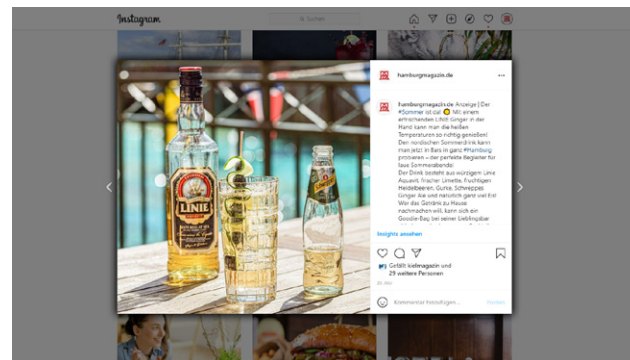 Instagram
Suchen
hamburgmagazin.de
hamburgmagazin.de Anzeige | Der
#Sommer ist da! 🌞 Mit einem
erfrischenden Linie Ginger in der
Hand kann man die heißen
Temperaturen so richtig genießen!
Den nordischen Sommerdrink kann
man jetzt in Bars in ganz #Hamburg
probieren – der perfekte Begleiter für
laue Sommerabende!
Der Drink besteht aus würzigem Linie
Aquavit, frischer Limette, fruchtigen
Heidelbeeren, Gurke, Schweppes
Ginger Ale und natürlich ganz viel Eis!
Wer das Getränk zu Hause
nachmachen will, kann sich ein
Goodie-Bag bei seiner Lieblingsbar
LINIE
Insights ansehen
Gefällt kielmagazin und
29 weitere Personen
Kommentar hinzufügen...
Posten